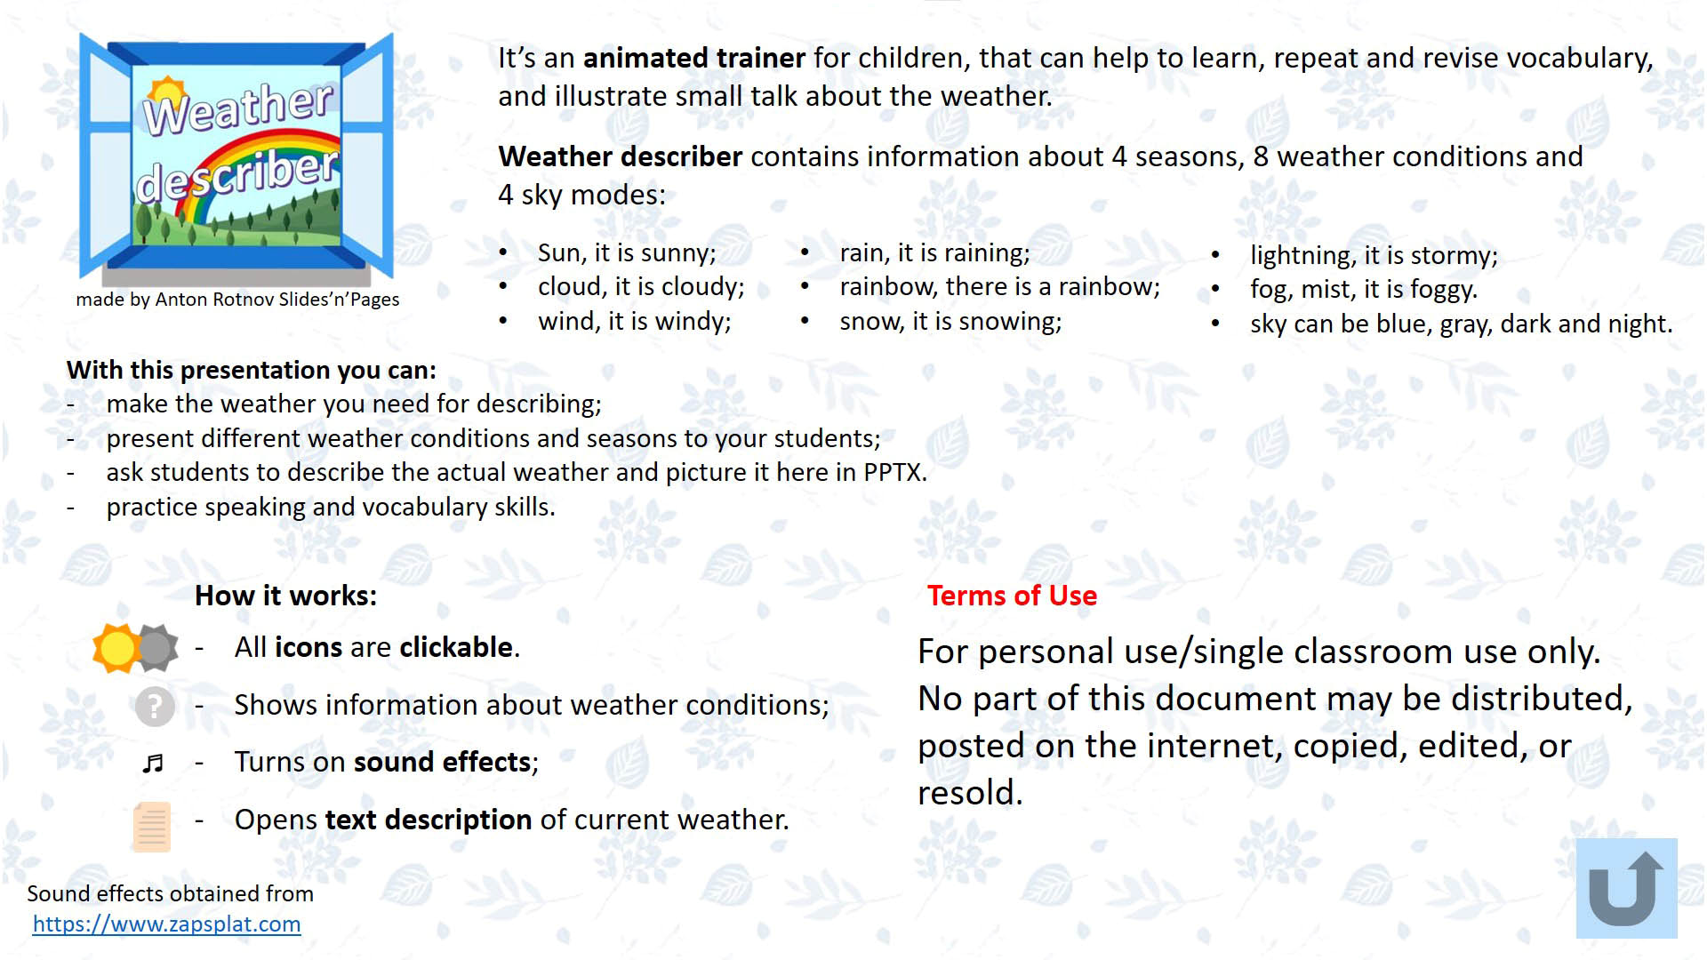 Weather
describer
made by Anton Rotnov Slides’n’Pages
It’s an animated trainer for children, that can help to learn, repeat and revise vocabulary,
and illustrate small talk about the weather.
Weather describer contains information about 4 seasons, 8 weather conditions and
4 sky modes:
• Sun, it is sunny;
• cloud, it is cloudy;
• wind, it is windy;
• rain, it is raining;
• rainbow, there is a rainbow;
• snow, it is snowing;
• lightning, it is stormy;
• fog, mist, it is foggy.
• sky can be blue, gray, dark and night.
With this presentation you can:
- make the weather you need for describing;
- present different weather conditions and seasons to your students;
- ask students to describe the actual weather and picture it here in PPTX.
- practice speaking and vocabulary skills.
How it works:
- All icons are clickable.
? - Shows information about weather conditions;
- Turns on sound effects;
- Opens text description of current weather.
Sound effects obtained from
https://www.zapsplat.com
Terms of Use
For personal use/single classroom use only.
No part of this document may be distributed,
posted on the internet, copied, edited, or
resold.